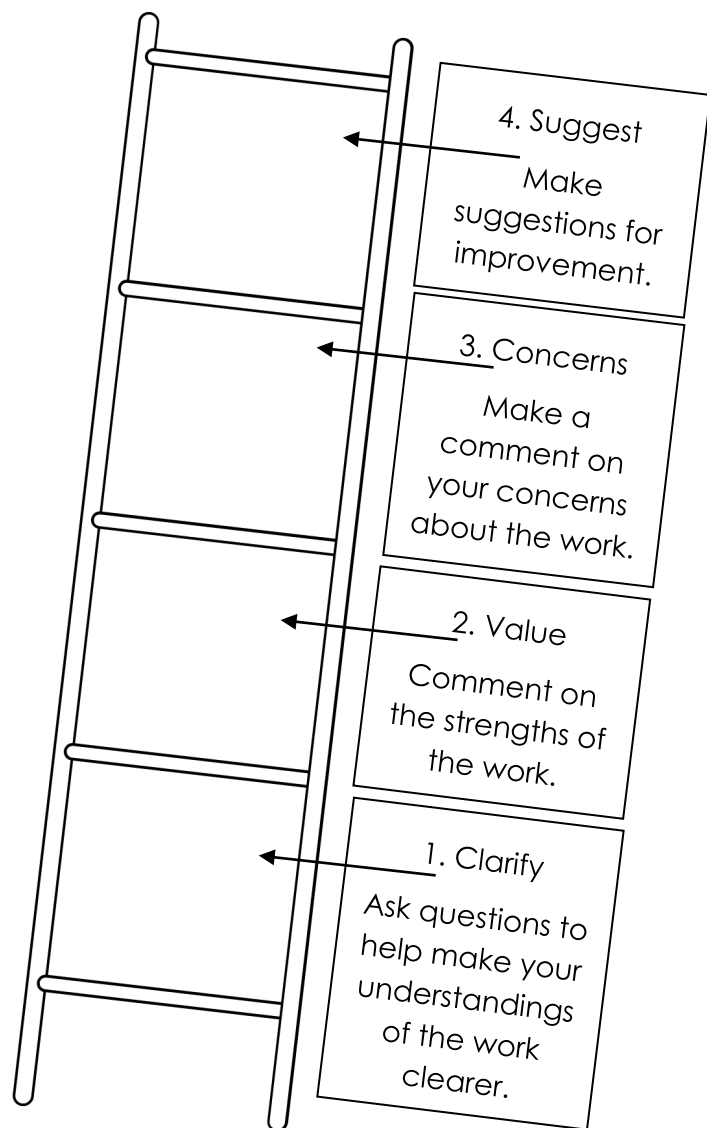 4. Suggest
Make
suggestions for
improvement.
3. Concerns
Make a
comment on
your concerns
about the work.
2. Value
Comment on
the strengths of
the work.
1. Clarify
Ask questions to
help make your
understandings
of the work
clearer.